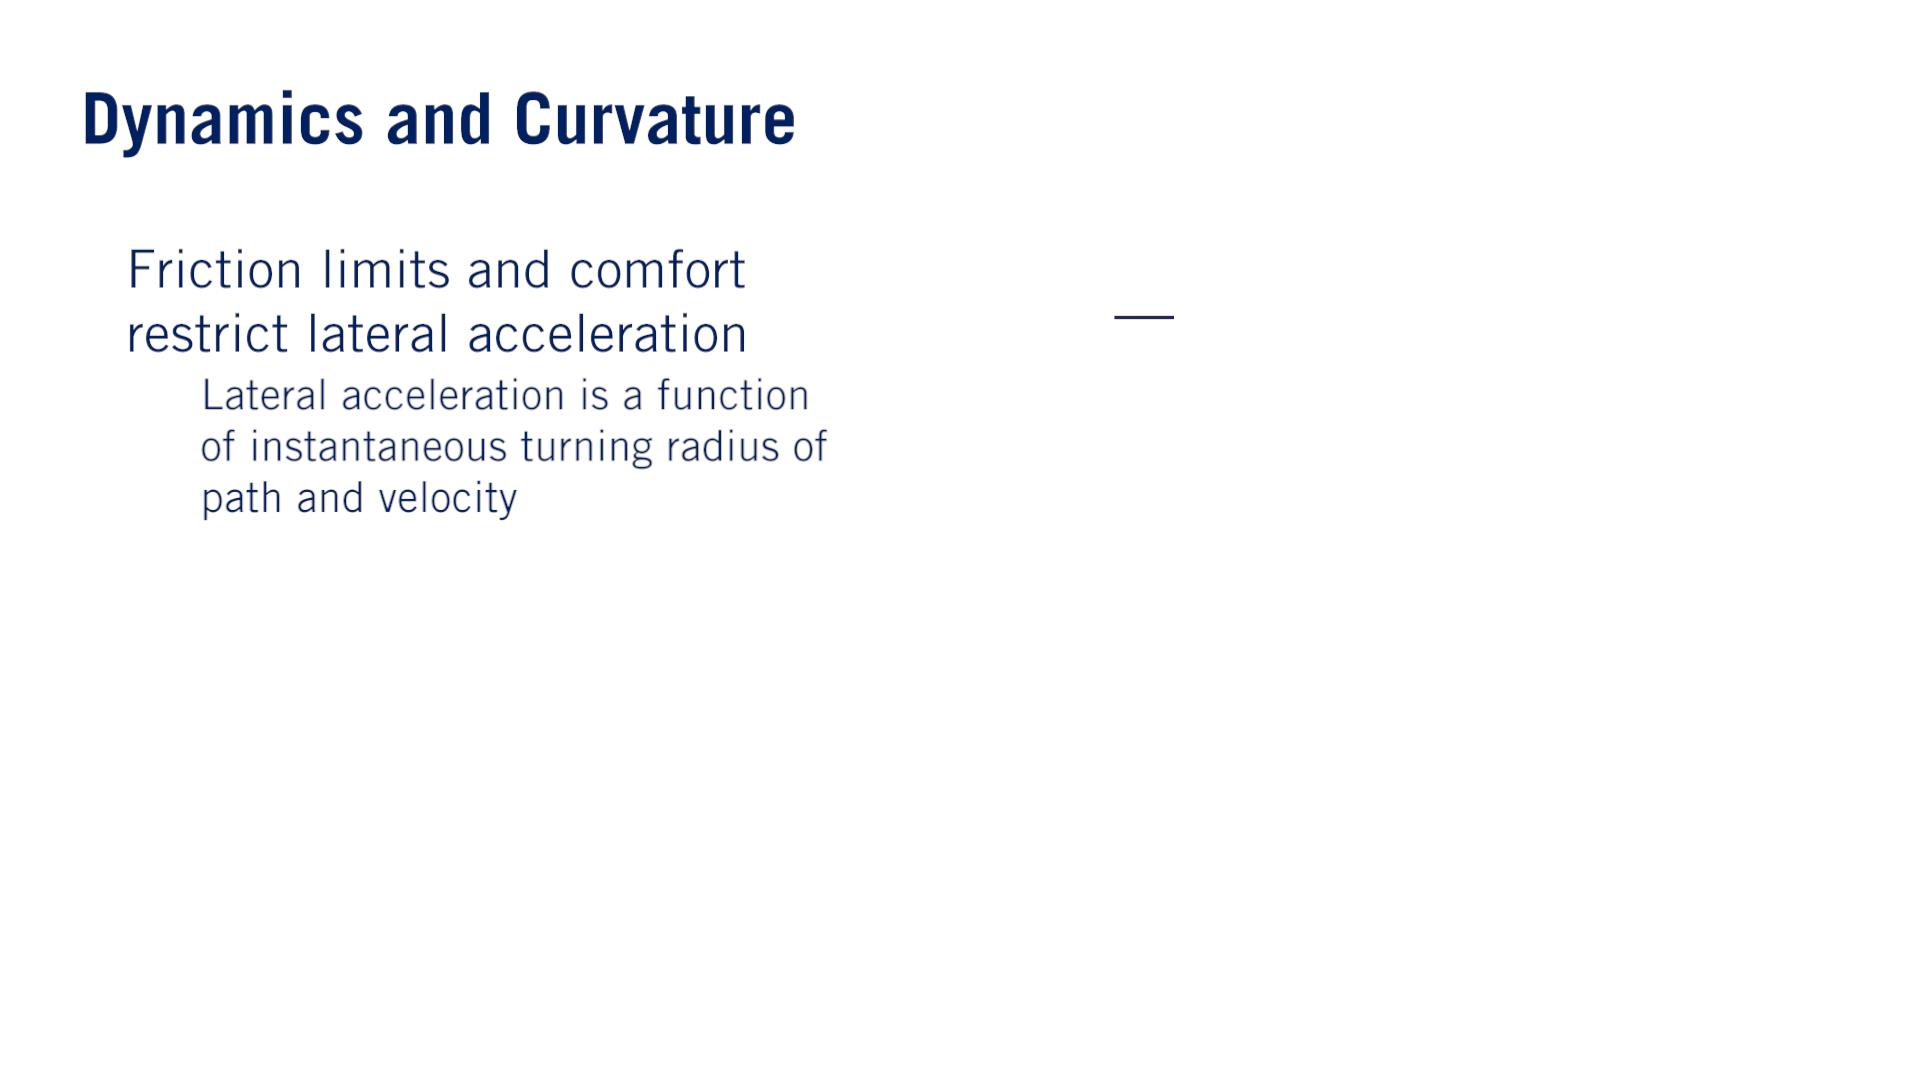 Dynamics and Curvature
Friction limits and comfort
restrict lateral acceleration
Lateral acceleration is a function
of instantaneous turning radius of
path and velocity